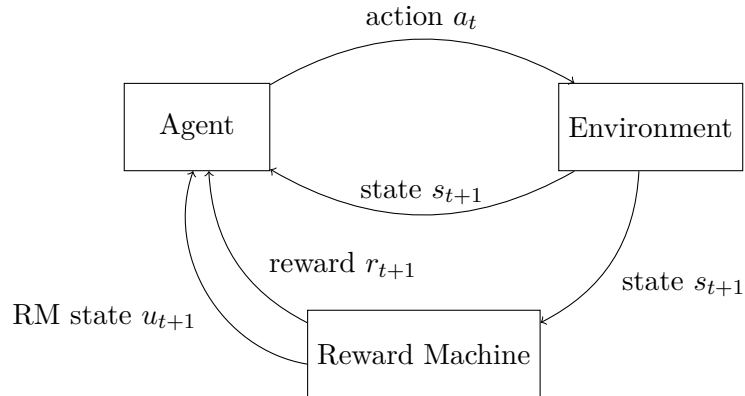 action a_t
Agent
Environment
state s_{t+1}
reward r_{t+1}
state s_{t+1}
RM state u_{t+1}
Reward Machine